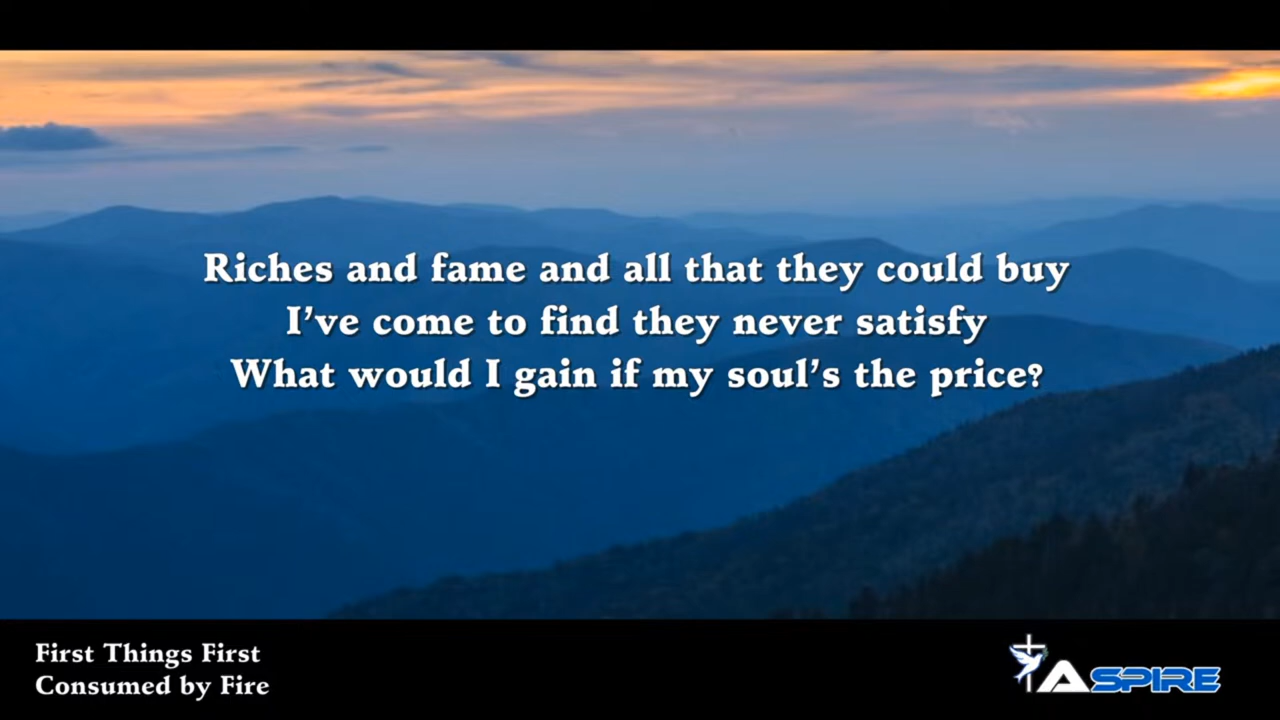 Riches and fame and all that they could buy
I've come to find they never satisfy
What would I gain if my soul's the price?
First Things First
Consumed by Fire
ASPIRE